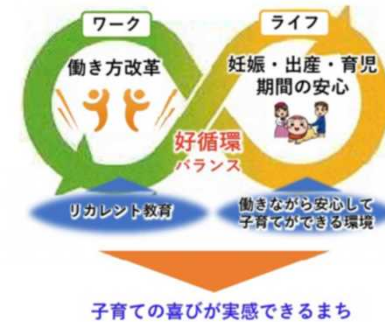 ワーク
ライフ
働き方改革
妊娠・出産・育児
期間の安心
好循環
バランス
リカレント教育
働きながら安心して
子育てができる環境
子育ての喜びが実感できるまち